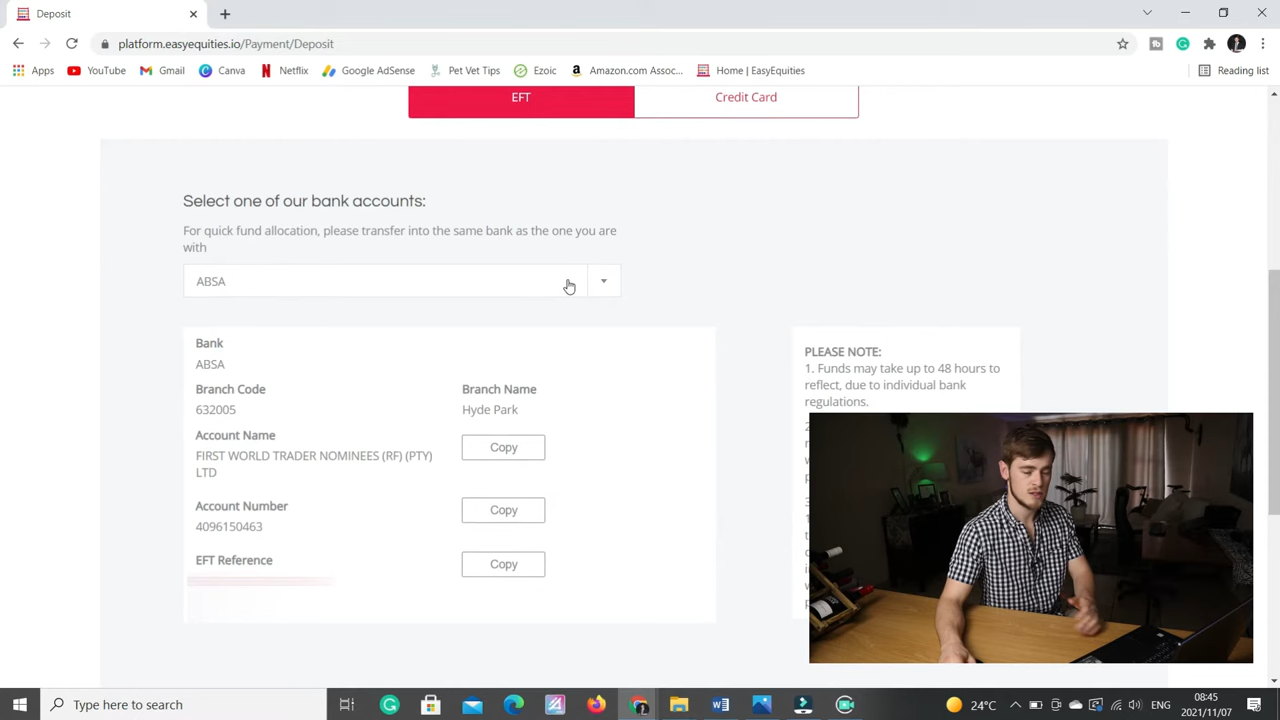 Deposit
platform.easyequities.io/Payment/Deposit
Apps
YouTube
Gmail
Canva
Netflix
Google AdSense
Pet Vet Tips
Ezoic
Amazon.com Assoc...
Home | EasyEquities
Reading list
EFT
Credit Card
Select one of our bank accounts:
For quick fund allocation, please transfer into the same bank as the one you are
with
ABSA
Bank
ABSA
Branch Code
Branch Name
632005
Hyde Park
Account Name
FIRST WORLD TRADER NOMINEES (RF) (PTY)
LTD
Copy
Account Number
4096150463
Copy
EFT Reference
Copy
PLEASE NOTE:
1. Funds may take up to 48 hours to
reflect, due to individual bank
regulations.
Type here to search
24°C
ENG
08:45
2021/11/07